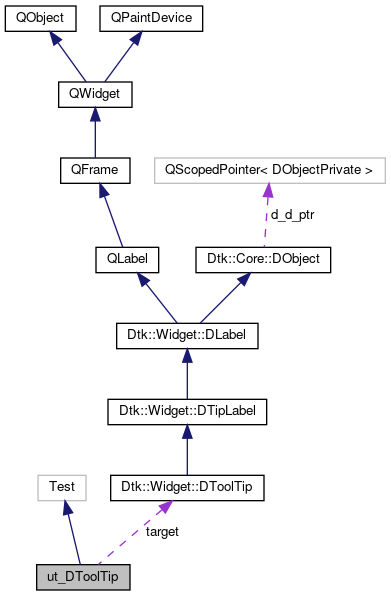 QObject
QPaintDevice
QWidget
QFrame
QScopedPointer< DObjectPrivate >
d_d_ptr
QLabel
Dtk::Core::DObject
Dtk::Widget::DLabel
Dtk::Widget::DTipLabel
Test
Dtk::Widget::DToolTip
target
ut_DToolTip